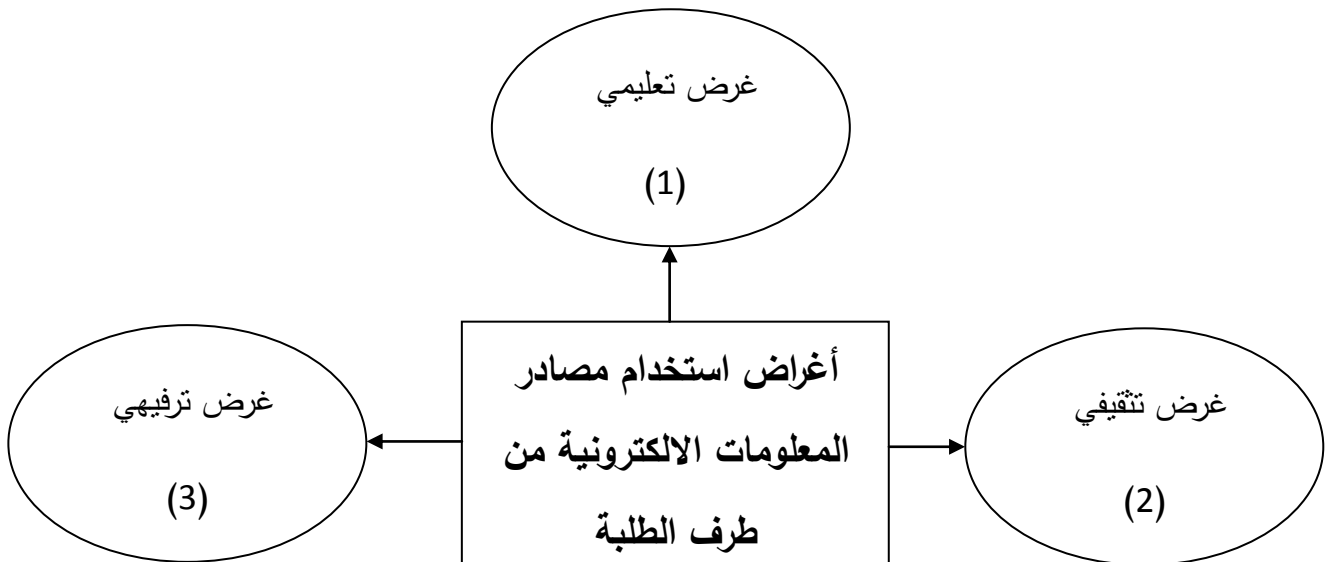 غرض تعليمي
(1)
أغراض استخدام مصادر
المعلومات الالكترونية من
طرف الطلبة
غرض تثقيفي
(2)
غرض ترفيهي
(3)